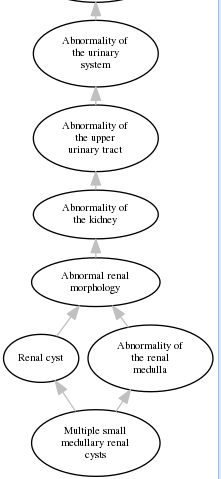 Abnormality of
the urinary
system
Abnormality of
the upper
urinary tract
Abnormality of
the kidney
Abnormal renal
morphology
Renal cyst
Abnormality of
the renal
medulla
Multiple small
medullary renal
cysts